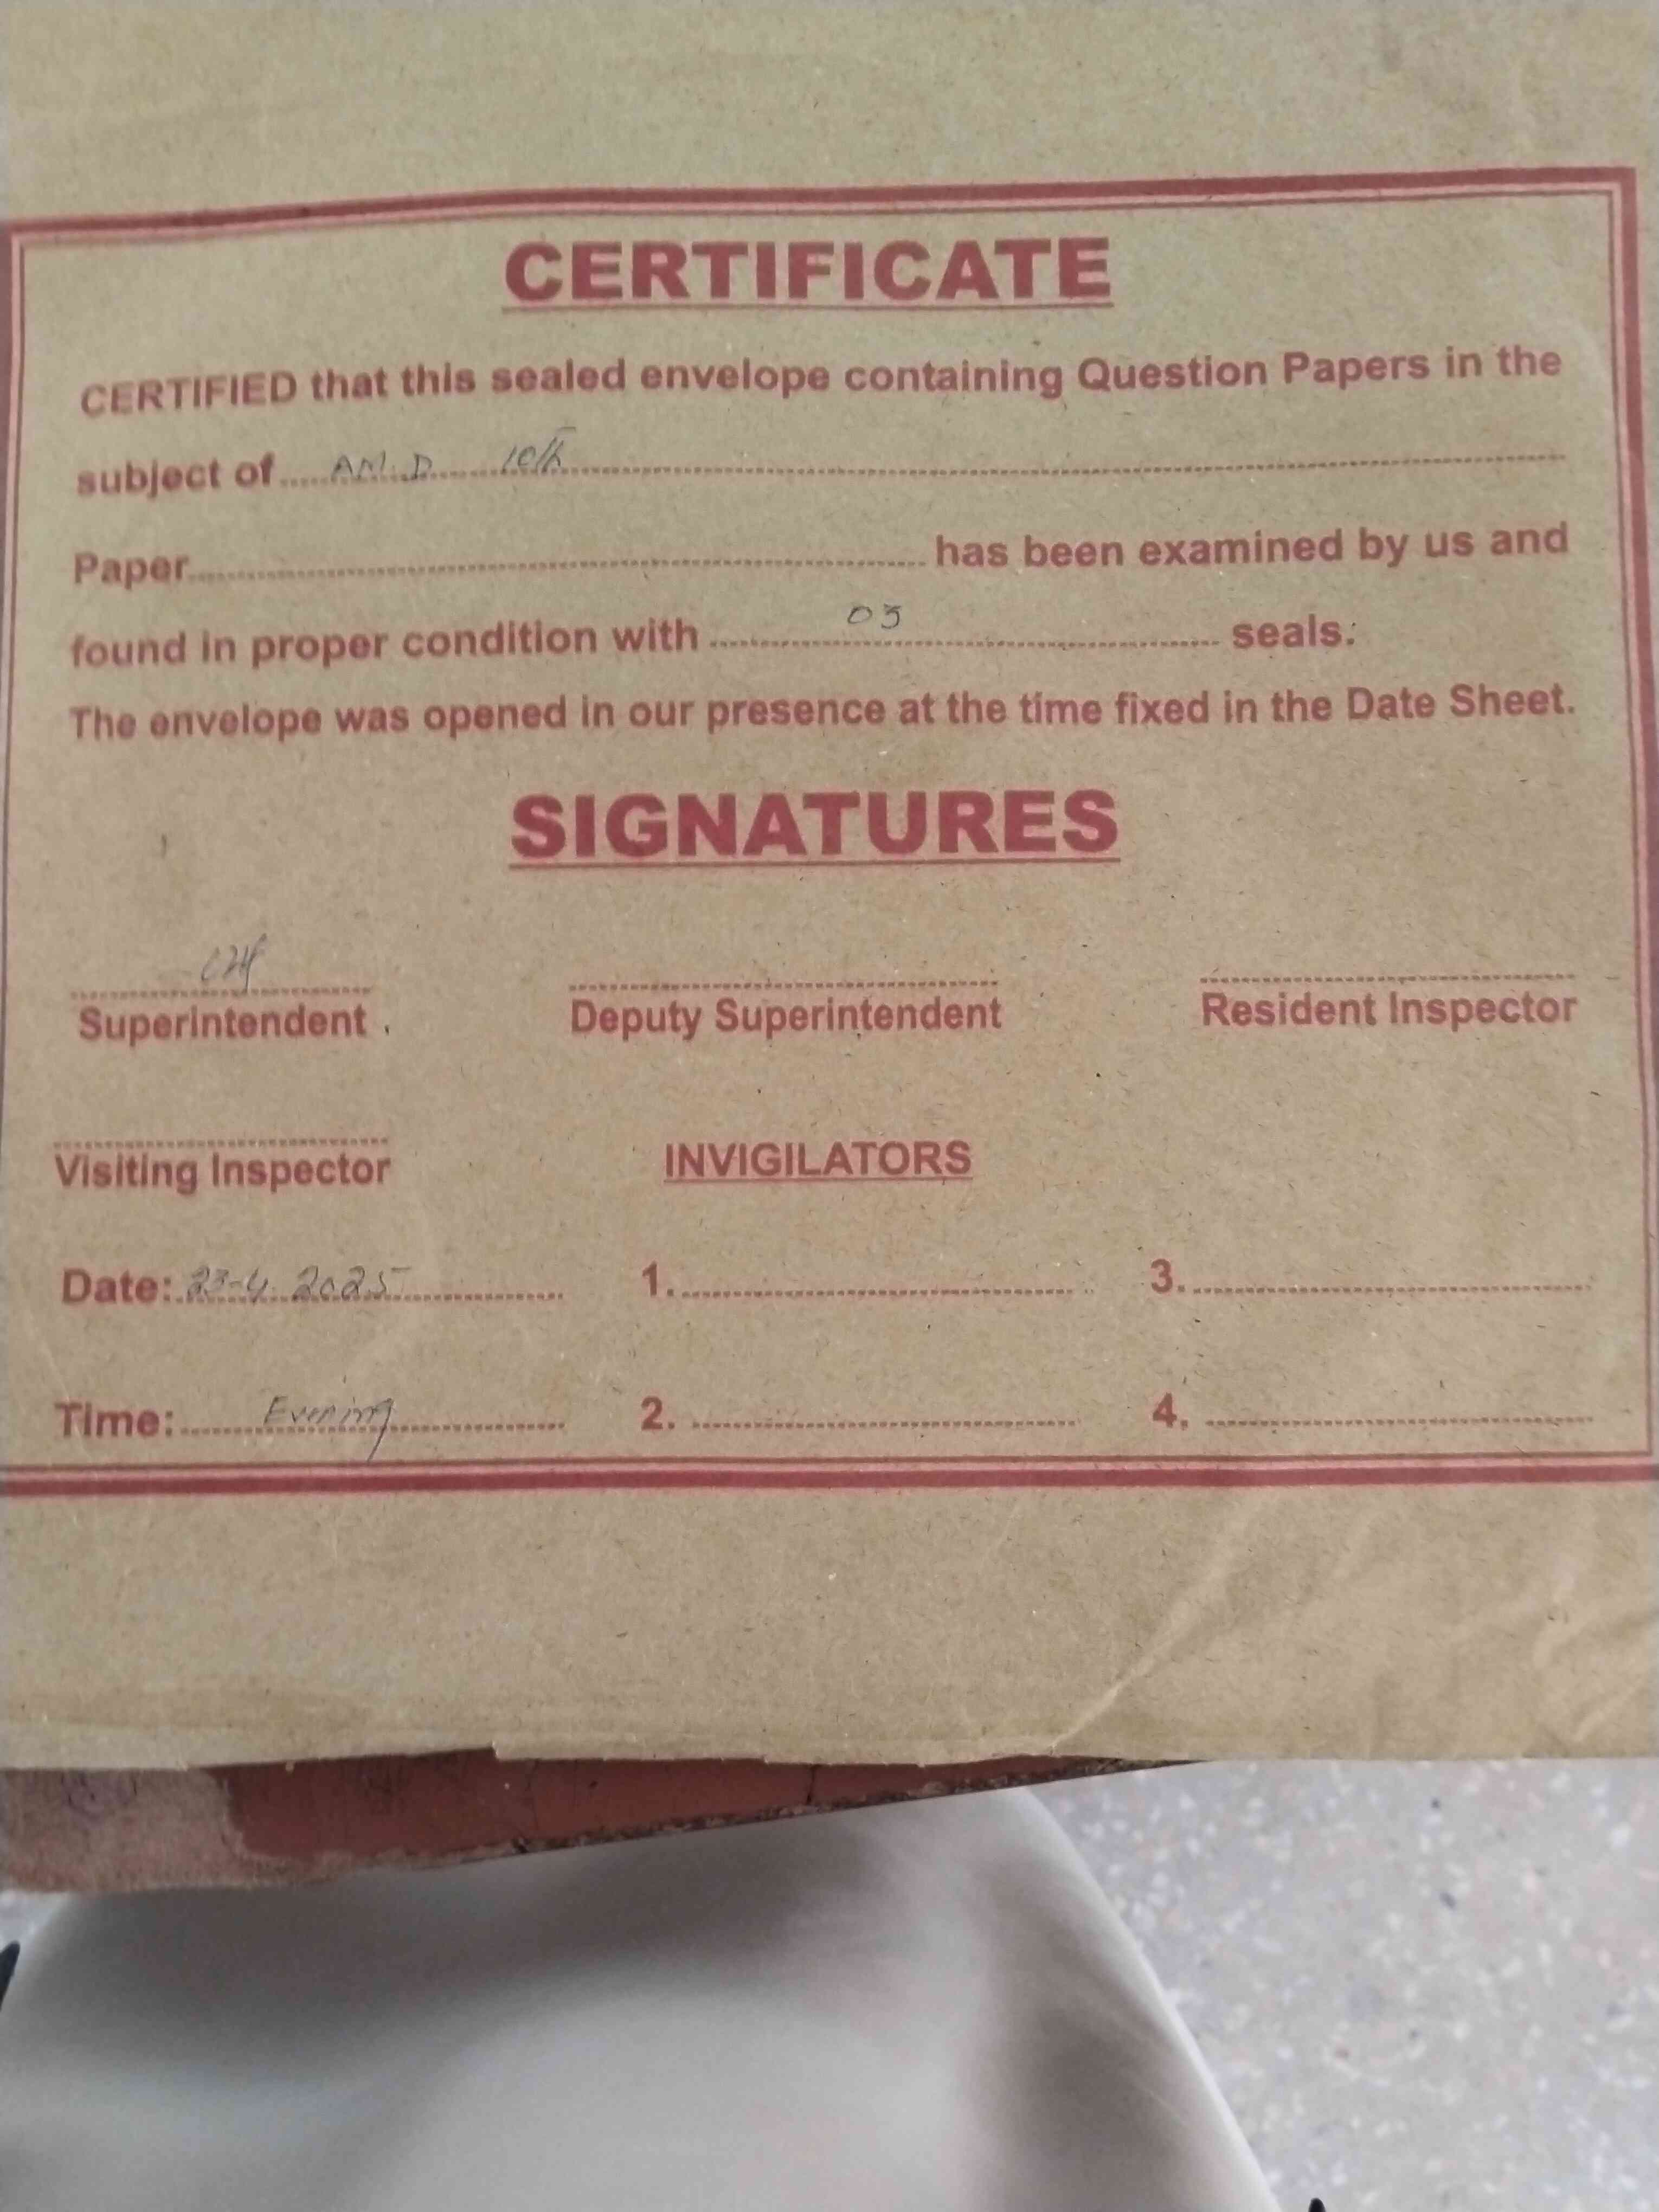 CERTIFICATE
CERTIFIED that this sealed envelope containing Question Papers in the
subject of..... AM.D 10th ....................
Paper.................... has been examined by us and
found in proper condition with .......... 03 .......... seals.
The envelope was opened in our presence at the time fixed in the Date Sheet.
SIGNATURES
Superintendent Deputy Superintendent Resident Inspector
Visiting Inspector INVIGILATORS
Date: 23-4 2025 1. .................... 3. ....................
Time: Evening 2. .................... 4. ....................